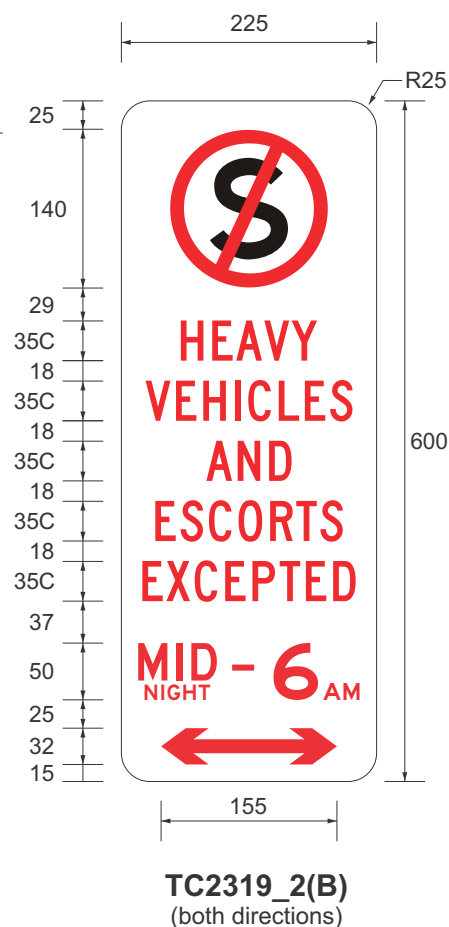 225
R25
25
140
29
35C
18
35C
18
35C
18
35C
18
35C
37
50
25
32
15
600
S
HEAVY
VEHICLES
AND
ESCORTS
EXCEPTED
MID NIGHT - 6 AM
155
TC2319_2(B)
(both directions)